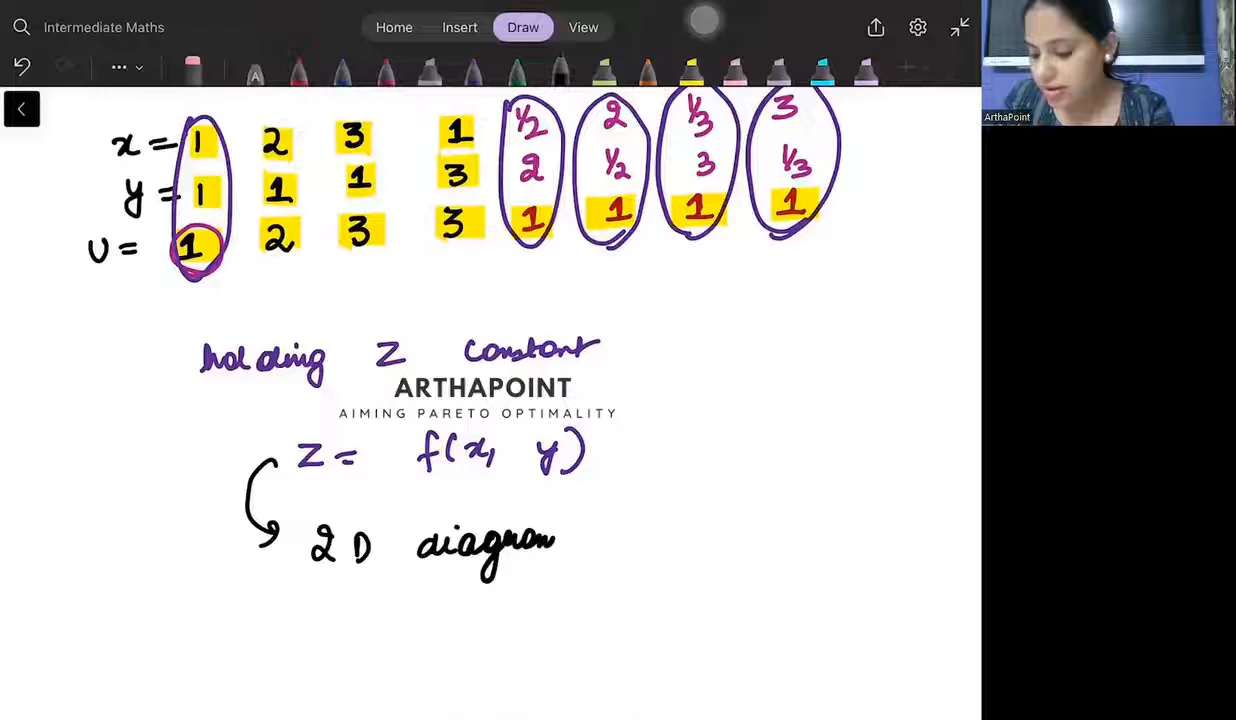 Intermediate Maths Home Insert Draw View
A
ArthaPoint
x = 1 2 3 1 1/2 2 1/3 3
y = 1 1 1 3 2 1/2 3 1/3
U = 1 2 3 3 1 1 1 1
holding Z constant
ARTHAPOINT
AIMING PARETO OPTIMALITY
Z = f(x, y)
2D diagram